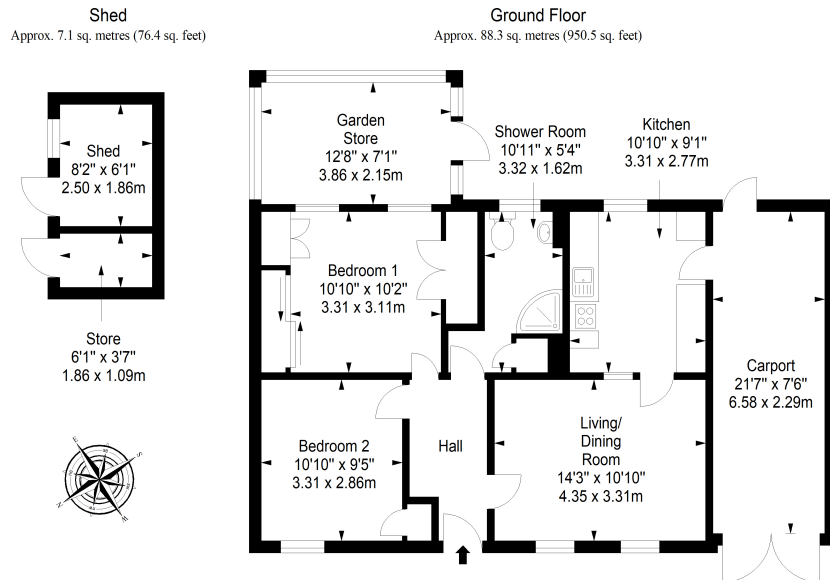 Shed
Approx. 7.1 sq. metres (76.4 sq. feet)
Ground Floor
Approx. 88.3 sq. metres (950.5 sq. feet)
Shed
8'2" x 6'1"
2.50 x 1.86m
Store
6'1" x 3'7"
1.86 x 1.09m
Garden
Store
12'8" x 7'1"
3.86 x 2.15m
Shower Room
10'11" x 5'4"
3.32 x 1.62m
Kitchen
10'10" x 9'1"
3.31 x 2.77m
Bedroom 1
10'10" x 10'2"
3.31 x 3.11m
Carport
21'7" x 7'6"
6.58 x 2.29m
Bedroom 2
10'10" x 9'5"
3.31 x 2.86m
Hall
Living/
Dining
Room
14'3" x 10'10"
4.35 x 3.31m
E
S
N
W